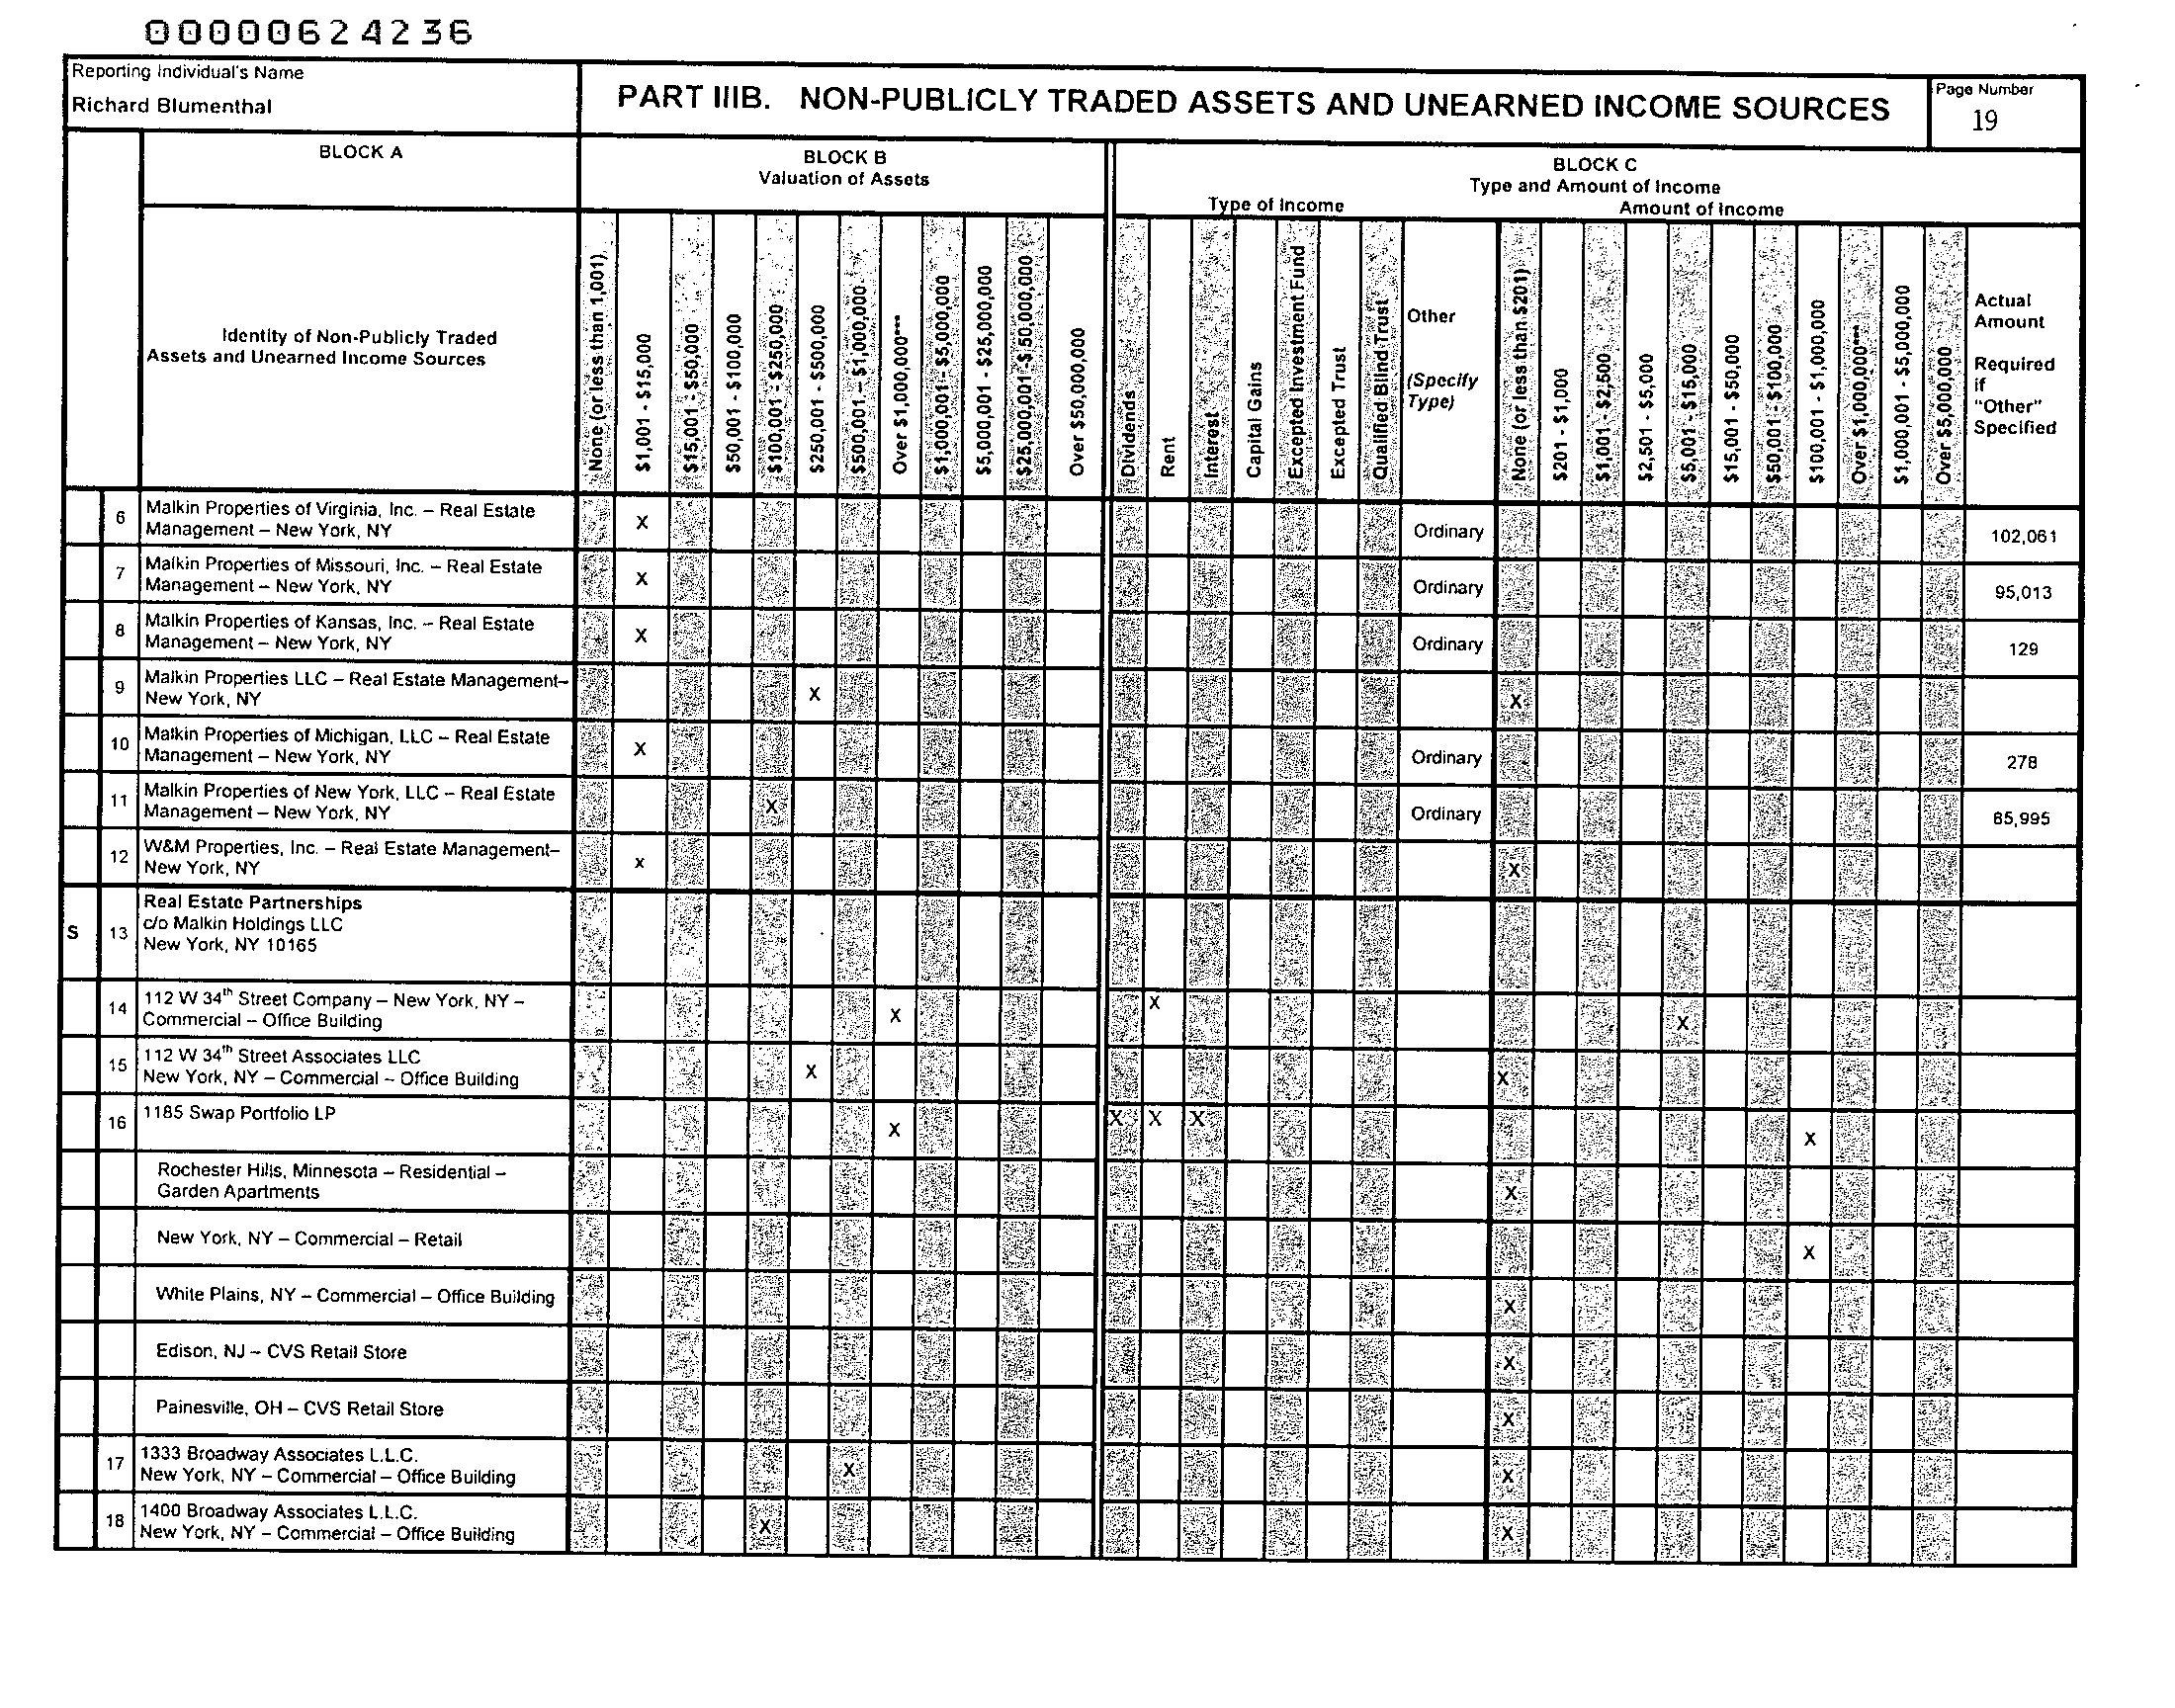 00000624236
Reporting Individual's Name
Richard Blumenthal
PART IIIB. NON-PUBLICLY TRADED ASSETS AND UNEARNED INCOME SOURCES
Page Number
19
BLOCK A
BLOCK B
Valuation of Assets
BLOCK C
Type and Amount of Income
Type of Income
Amount of Income
Identity of Non-Publicly Traded
Assets and Unearned Income Sources
None (or less than 1,001)
$1,001 - $15,000
$15,001 - $50,000
$50,001 - $100,000
$100,001 - $250,000
$250,001 - $500,000
$500,001 – $1,000,000
Over $1,000,000***
$1,000,001 - $5,000,000
$5,000,001 - $25,000,000
$25,000,001 - $50,000,000
Over $50,000,000
Dividends
Rent
Interest
Capital Gains
Excepted Investment Fund
Excepted Trust
Qualified Blind Trust
Other
(Specify
Type)
None (or less than $201)
$201 - $1,000
$1,001 - $2,500
$2,501 - $5,000
$5,001 - $15,000
$15,001 - $50,000
$50,001 - $100,000
$100,001 - $1,000,000
Over $1,000,000***
$1,000,001 - $5,000,000
Over $5,000,000
Actual
Amount
Required
if
"Other"
Specified
6
Malkin Properties of Virginia, Inc. – Real Estate
Management – New York, NY
X
Ordinary
102,061
7
Malkin Properties of Missouri, Inc. – Real Estate
Management – New York, NY
X
Ordinary
95,013
8
Malkin Properties of Kansas, Inc. – Real Estate
Management – New York, NY
X
Ordinary
129
9
Malkin Properties LLC – Real Estate Management–
New York, NY
X
X
10
Malkin Properties of Michigan, LLC – Real Estate
Management – New York, NY
X
Ordinary
278
11
Malkin Properties of New York, LLC – Real Estate
Management – New York, NY
X
Ordinary
85,995
12
W&M Properties, Inc. – Real Estate Management–
New York, NY
x
X
S
13
Real Estate Partnerships
c/o Malkin Holdings LLC
New York, NY 10165
14
112 W 34th Street Company – New York, NY –
Commercial – Office Building
X
X
X
15
112 W 34th Street Associates LLC
New York, NY – Commercial – Office Building
X
X
16
1185 Swap Portfolio LP
X
X X X
X
Rochester Hills, Minnesota – Residential –
Garden Apartments
X
New York, NY – Commercial – Retail
X
White Plains, NY – Commercial – Office Building
X
Edison, NJ – CVS Retail Store
X
Painesville, OH – CVS Retail Store
X
17
1333 Broadway Associates L.L.C.
New York, NY – Commercial – Office Building
X
X
18
1400 Broadway Associates L.L.C.
New York, NY – Commercial – Office Building
X
X